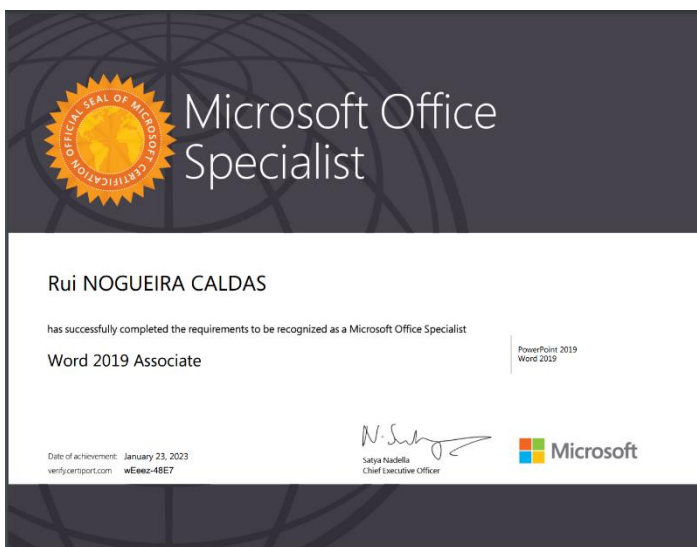 OFFICIAL SEAL OF MICROSOFT CERTIFICATION
Microsoft Office
Specialist
Rui NOGUEIRA CALDAS
has successfully completed the requirements to be recognized as a Microsoft Office Specialist
Word 2019 Associate
PowerPoint 2019
Word 2019
Date of achievement: January 23, 2023
verify.certiport.com wEeez-48E7
Satya Nadella
Chief Executive Officer
Microsoft